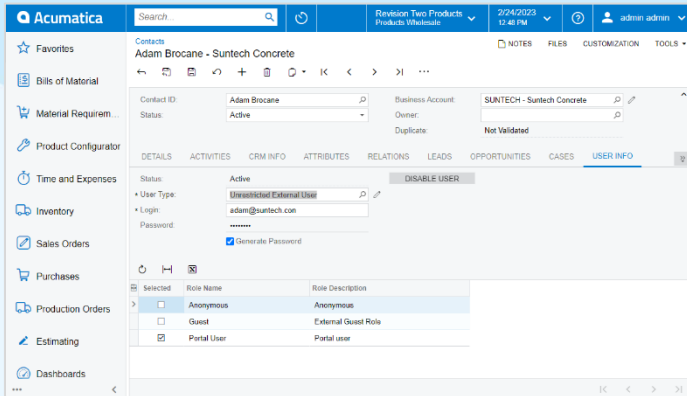 Acumatica
Search...
Revision Two Products
Products Wholesale
2/24/2023
12:48 PM
admin admin
Favorites
Bills of Material
Material Requirem...
Product Configurator
Time and Expenses
Inventory
Sales Orders
Purchases
Production Orders
Estimating
Dashboards
Contacts
Adam Brocane - Suntech Concrete
NOTES FILES CUSTOMIZATION TOOLS
Contact ID: Adam Brocane
Status: Active
Business Account: SUNTECH - Suntech Concrete
Owner:
Duplicate: Not Validated
DETAILS ACTIVITIES CRM INFO ATTRIBUTES RELATIONS LEADS OPPORTUNITIES CASES USER INFO
Status: Active DISABLE USER
* User Type: Unrestricted External User
* Login: adam@suntech.con
Password: ••••••••
Generate Password
Selected Role Name Role Description
Anonymous Anonymous
Guest External Guest Role
Portal User Portal user